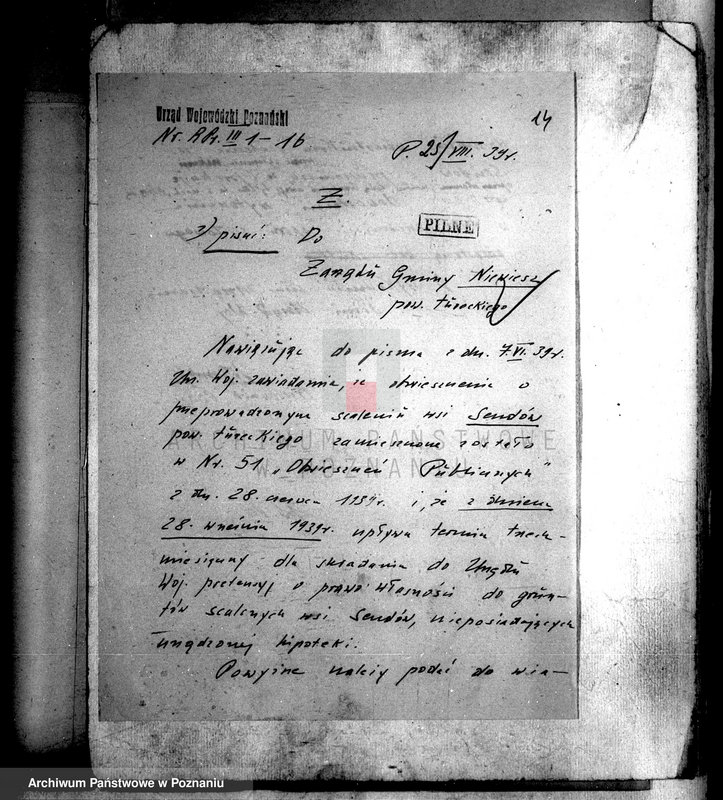 Urząd Wojewódzki Poznański
Nr. RRz. III 1-16
14
P. 25/VIII. 39 r.
Z.
pisać: Do
PILNE
Zarządu Gminy Niewiesz
pow. tureckiego
Nawiązując do pisma z dn. 7.VI.39 r.
Urz. Woj. zawiadamia, że obwieszczenie o
przeprowadzonym scaleniu wsi Sendów
pow. tureckiego zamieszczone zostało
w Nr. 51 „Obwieszczeń Publicznych”
z dn. 28. czerwca 1939 r. i, że z dniem
28. września 1939 r. upływa termin trzech-
miesięczny dla składania do Urzędu
Woj. pretensyj o prawo własności do grun-
tów scalonych wsi Sendów, nieposiadających
urządzonej hipoteki.
Powyższe należy podać do wia-
ARCHIWUM PAŃSTWOWE
W POZNANIU
Archiwum Państwowe w Poznaniu